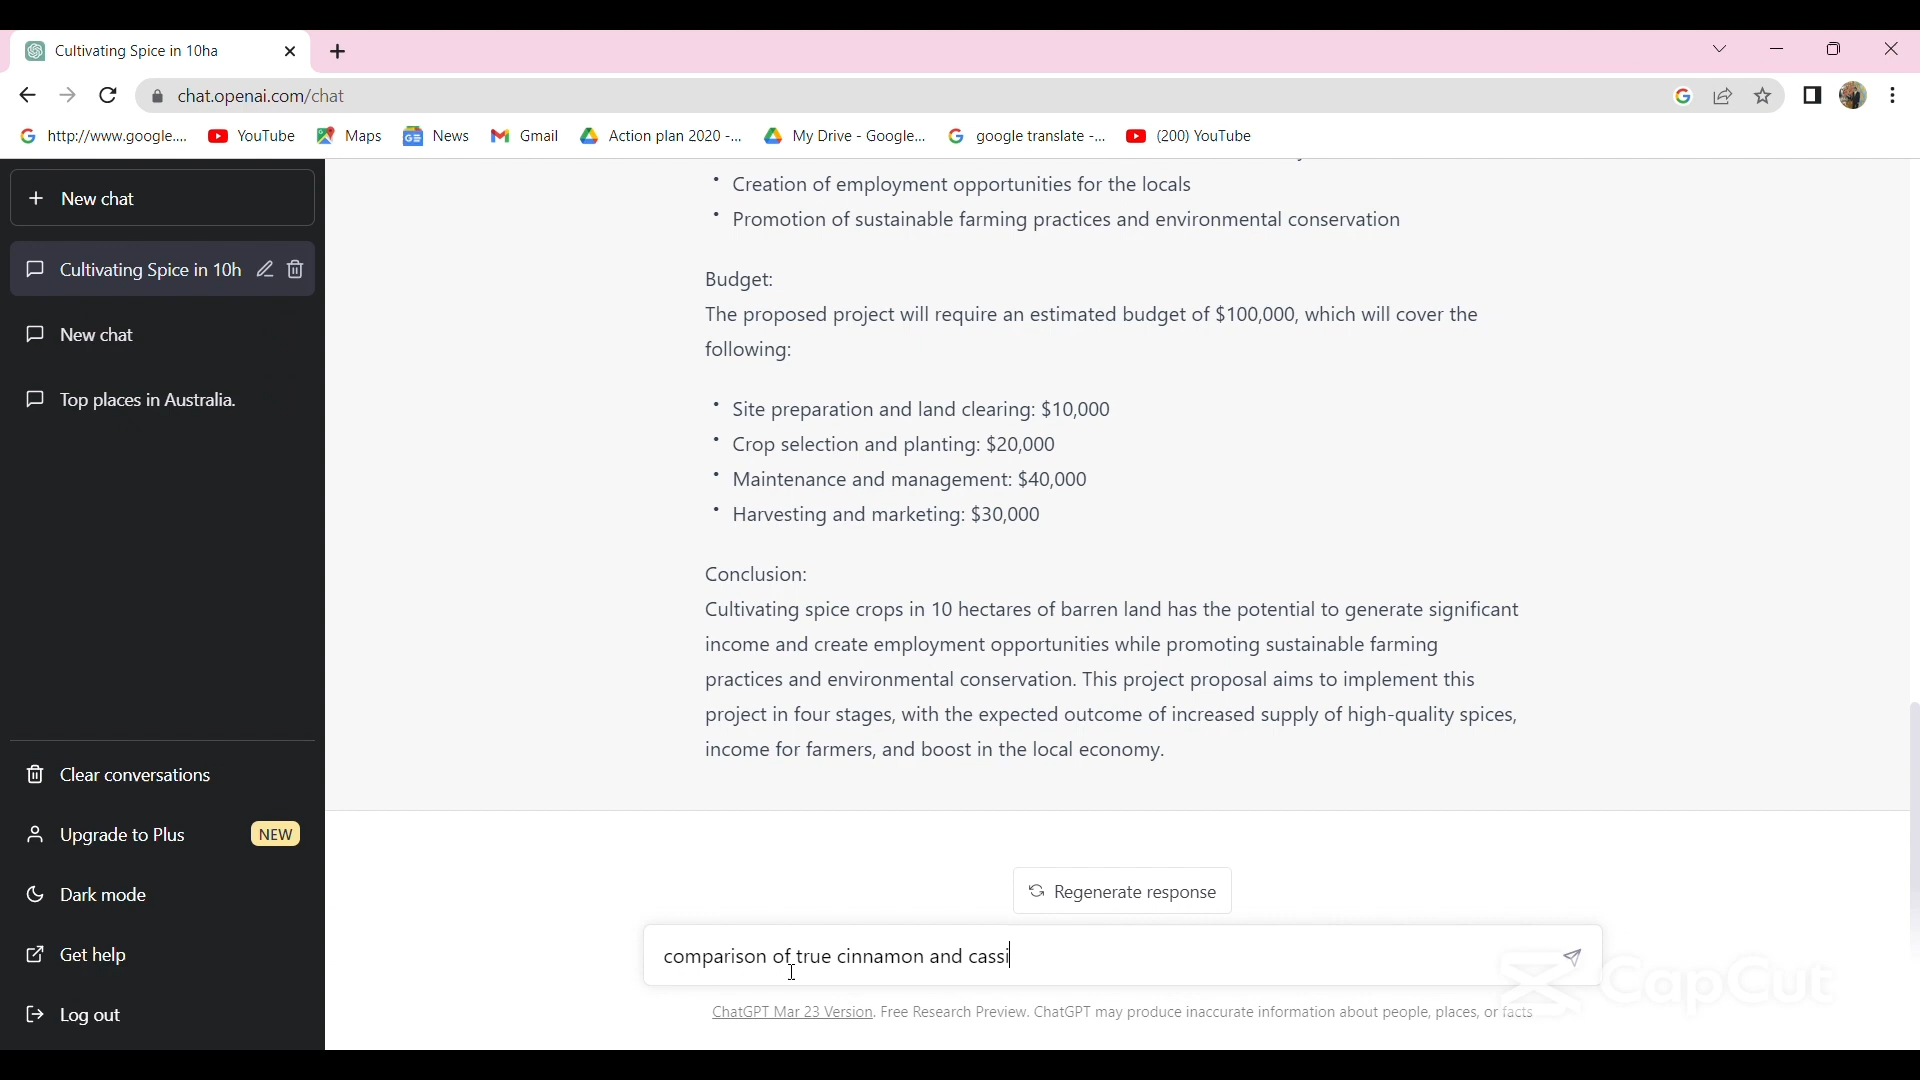 Cultivating Spice in 10ha
chat.openai.com/chat
http://www.google....
YouTube
Maps
News
Gmail
Action plan 2020 -...
My Drive - Google...
google translate -...
(200) YouTube
New chat
Cultivating Spice in 10h
New chat
Top places in Australia.
Clear conversations
Upgrade to Plus
NEW
Dark mode
Get help
Log out
• Creation of employment opportunities for the locals
• Promotion of sustainable farming practices and environmental conservation
Budget:
The proposed project will require an estimated budget of $100,000, which will cover the
following:
• Site preparation and land clearing: $10,000
• Crop selection and planting: $20,000
• Maintenance and management: $40,000
• Harvesting and marketing: $30,000
Conclusion:
Cultivating spice crops in 10 hectares of barren land has the potential to generate significant
income and create employment opportunities while promoting sustainable farming
practices and environmental conservation. This project proposal aims to implement this
project in four stages, with the expected outcome of increased supply of high-quality spices,
income for farmers, and boost in the local economy.
Regenerate response
comparison of true cinnamon and cassi
ChatGPT Mar 23 Version. Free Research Preview. ChatGPT may produce inaccurate information about people, places, or facts
CapCut